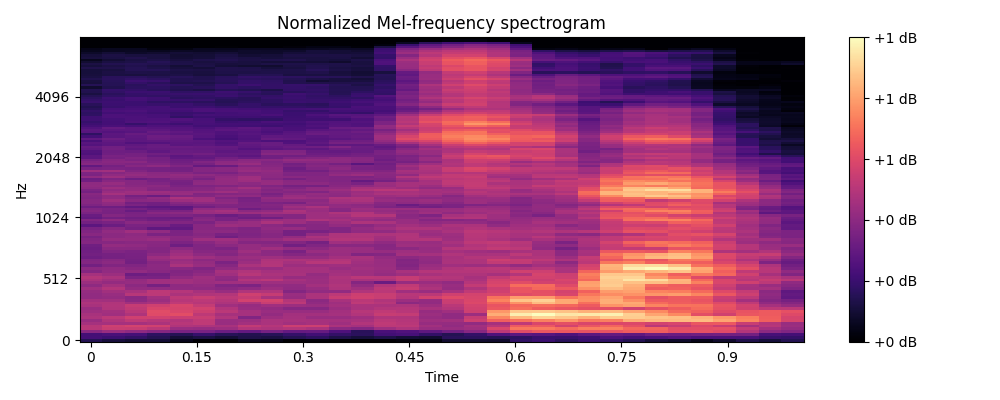 Normalized Mel-frequency spectrogram
+1 dB
4096
+1 dB
2048
+1 dB
Hz
1024
+0 dB
512
+0 dB
0
+0 dB
0 0.15 0.3 0.45 0.6 0.75 0.9
Time